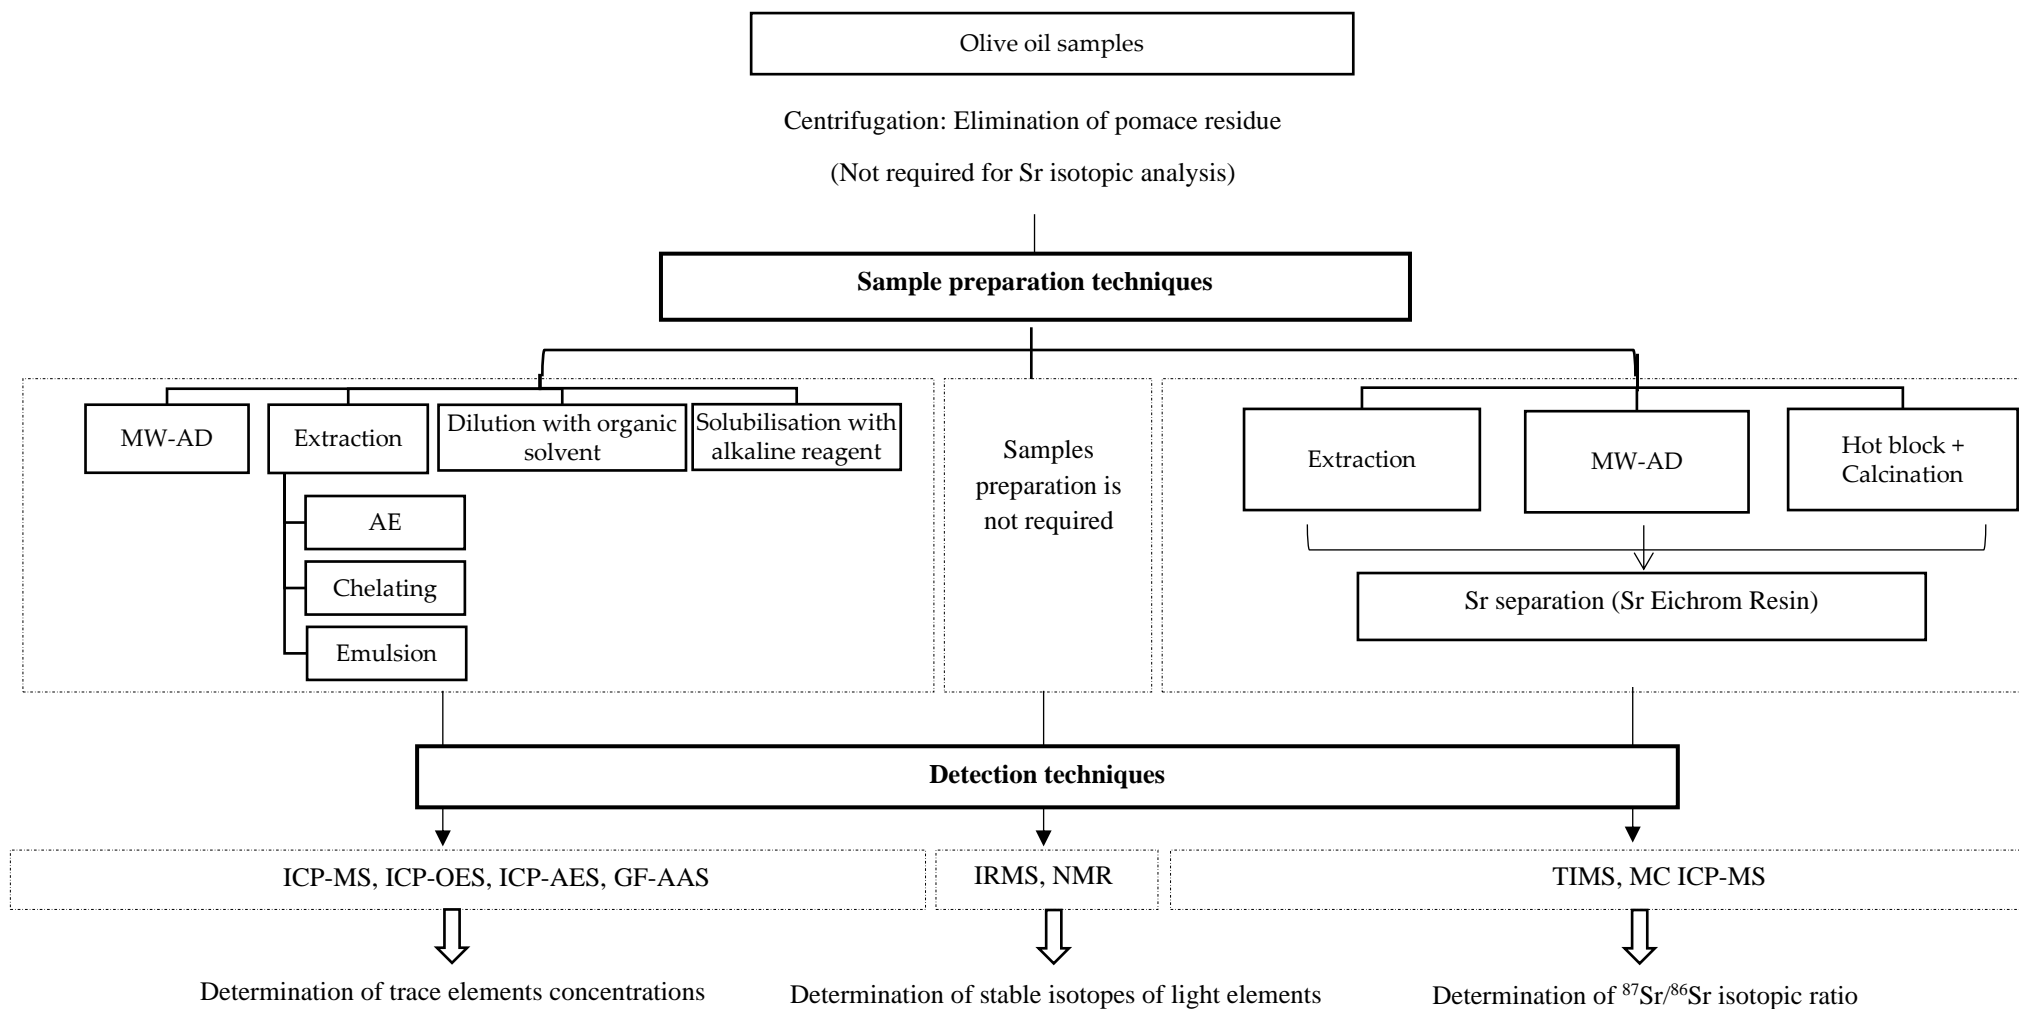 Olive oil samples
Centrifugation: Elimination of pomace residue
(Not required for Sr isotopic analysis)
Sample preparation techniques
MW-AD
Extraction
Dilution with organic
solvent
Solubilisation with
alkaline reagent
AE
Chelating
Emulsion
Samples
preparation is
not required
Extraction
MW-AD
Hot block +
Calcination
Sr separation (Sr Eichrom Resin)
Detection techniques
ICP-MS, ICP-OES, ICP-AES, GF-AAS
IRMS, NMR
TIMS, MC ICP-MS
Determination of trace elements concentrations
Determination of stable isotopes of light elements
Determination of ⁸⁷Sr/⁸⁶Sr isotopic ratio